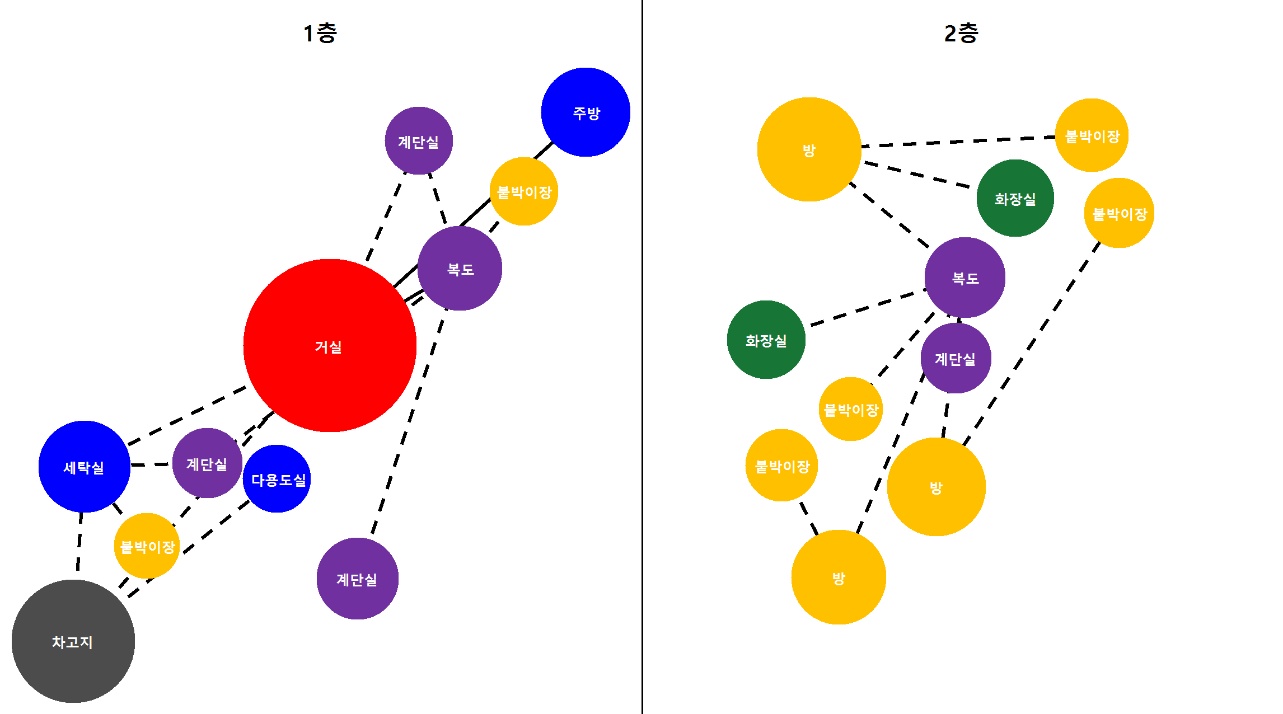 1층
주방
계단실
붙박이장
복도
거실
세탁실
계단실
다용도실
붙박이장
계단실
차고지
2층
방
붙박이장
화장실
붙박이장
복도
화장실
계단실
붙박이장
붙박이장
방
방